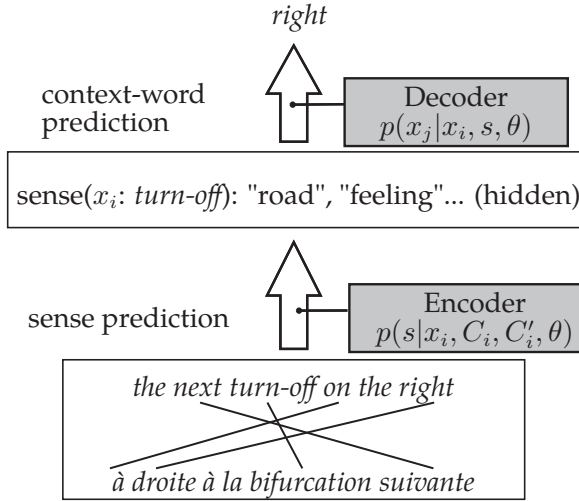 right
context-word
prediction
Decoder
p(x_j|x_i, s, θ)
sense(x_i: turn-off): "road", "feeling"... (hidden)
sense prediction
Encoder
p(s|x_i, C_i, C'_i, θ)
the next turn-off on the right
à droite à la bifurcation suivante